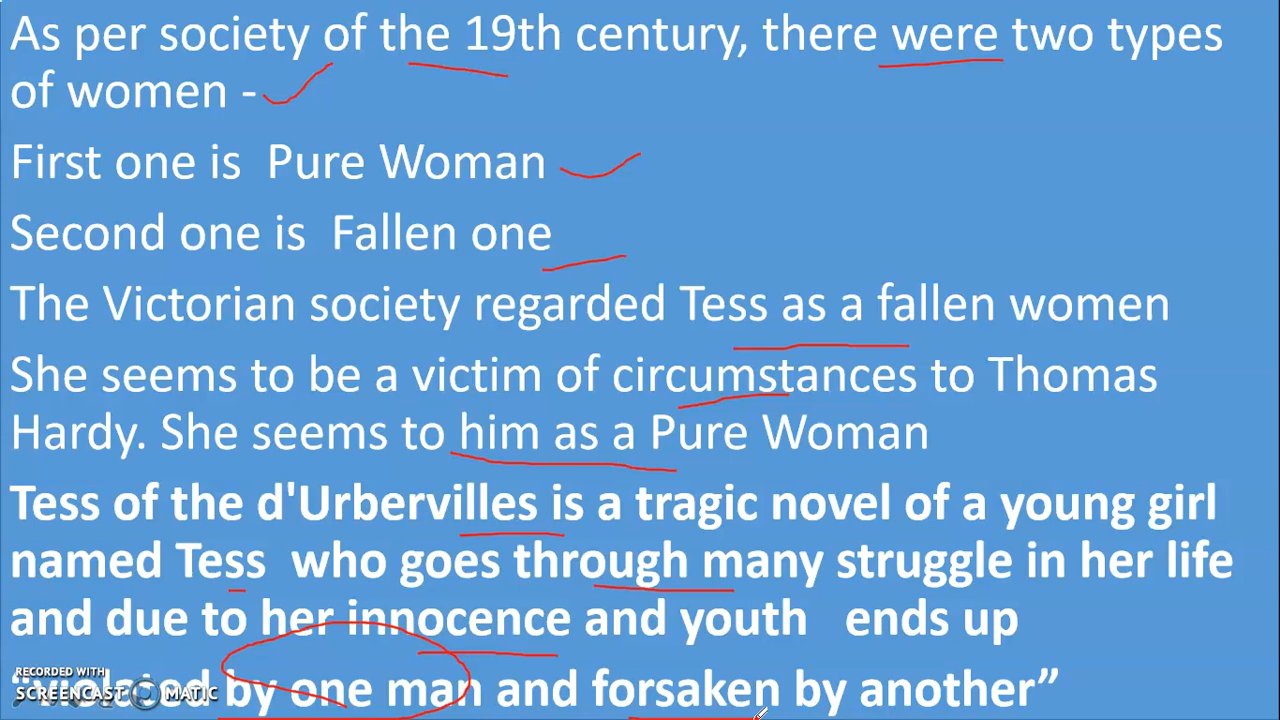 As per society of the 19th century, there were two types
of women -
First one is Pure Woman
Second one is Fallen one
The Victorian society regarded Tess as a fallen women
She seems to be a victim of circumstances to Thomas
Hardy. She seems to him as a Pure Woman
Tess of the d'Urbervilles is a tragic novel of a young girl
named Tess who goes through many struggle in her life
and due to her innocence and youth ends up
“violated by one man and forsaken by another”
RECORDED WITH
SCREENCAST MATIC